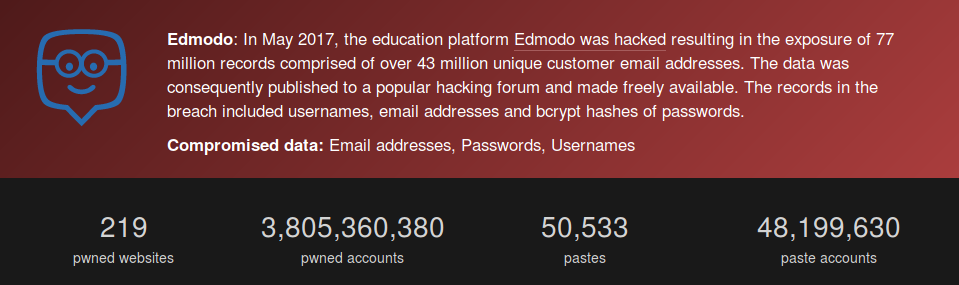 Edmodo: In May 2017, the education platform Edmodo was hacked resulting in the exposure of 77
million records comprised of over 43 million unique customer email addresses. The data was
consequently published to a popular hacking forum and made freely available. The records in the
breach included usernames, email addresses and bcrypt hashes of passwords.
Compromised data: Email addresses, Passwords, Usernames
219 3,805,360,380 50,533 48,199,630
pwned websites pwned accounts pastes paste accounts